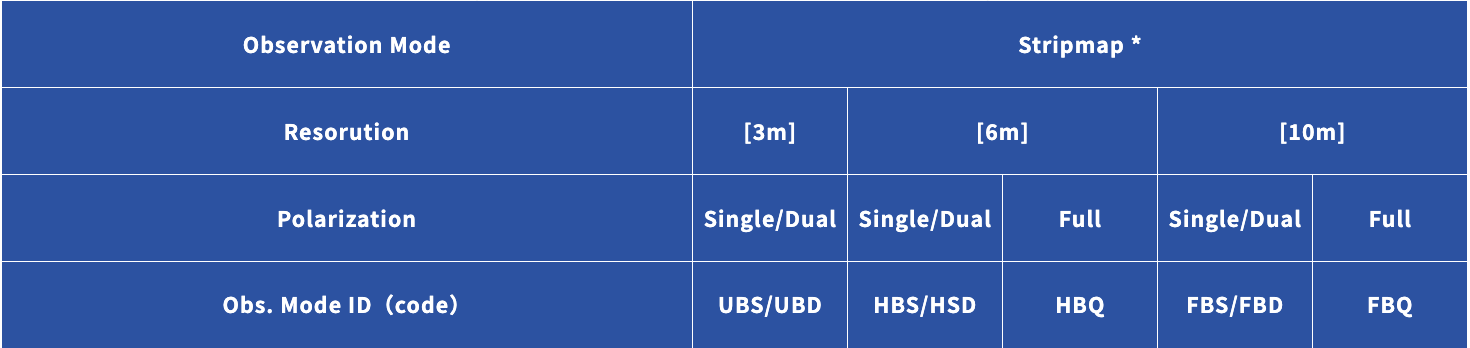 Observation Mode Stripmap *
Resorution [3m] [6m] [10m]
Polarization Single/Dual Single/Dual Full Single/Dual Full
Obs. Mode ID（code） UBS/UBD HBS/HSD HBQ FBS/FBD FBQ